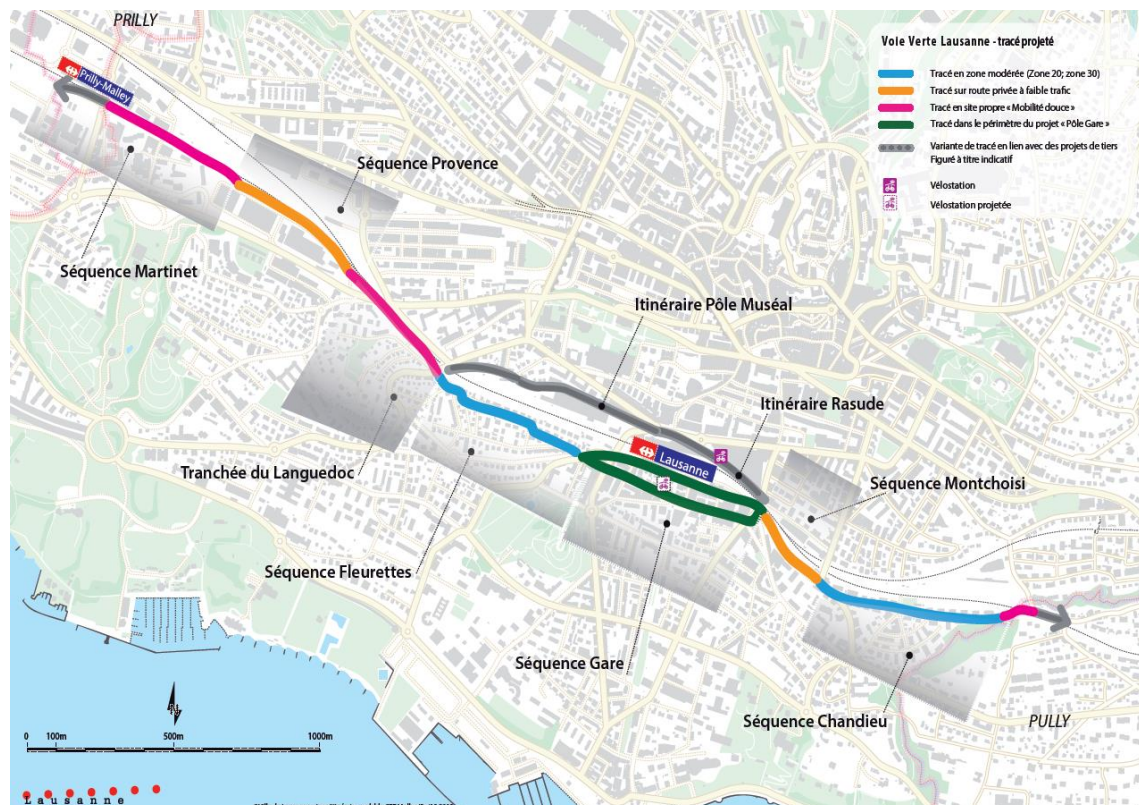 PRILLY
Prilly-Malley
Voie Verte Lausanne - tracé projeté
Tracé en zone modérée (Zone 20; zone 30)
Tracé sur route privée à faible trafic
Tracé en site propre « Mobilité douce »
Tracé dans le périmètre du projet « Pôle Gare »
Variante de tracé en lien avec des projets de tiers
Figuré à titre indicatif
Vélostation
Vélostation projetée
Séquence Provence
Séquence Martinet
Itinéraire Pôle Muséal
Itinéraire Rasude
Lausanne
Tranchée du Languedoc
Séquence Montchoisi
Séquence Fleurettes
Séquence Gare
Séquence Chandieu
PULLY
N
0 100m 500m 1000m
Lausanne